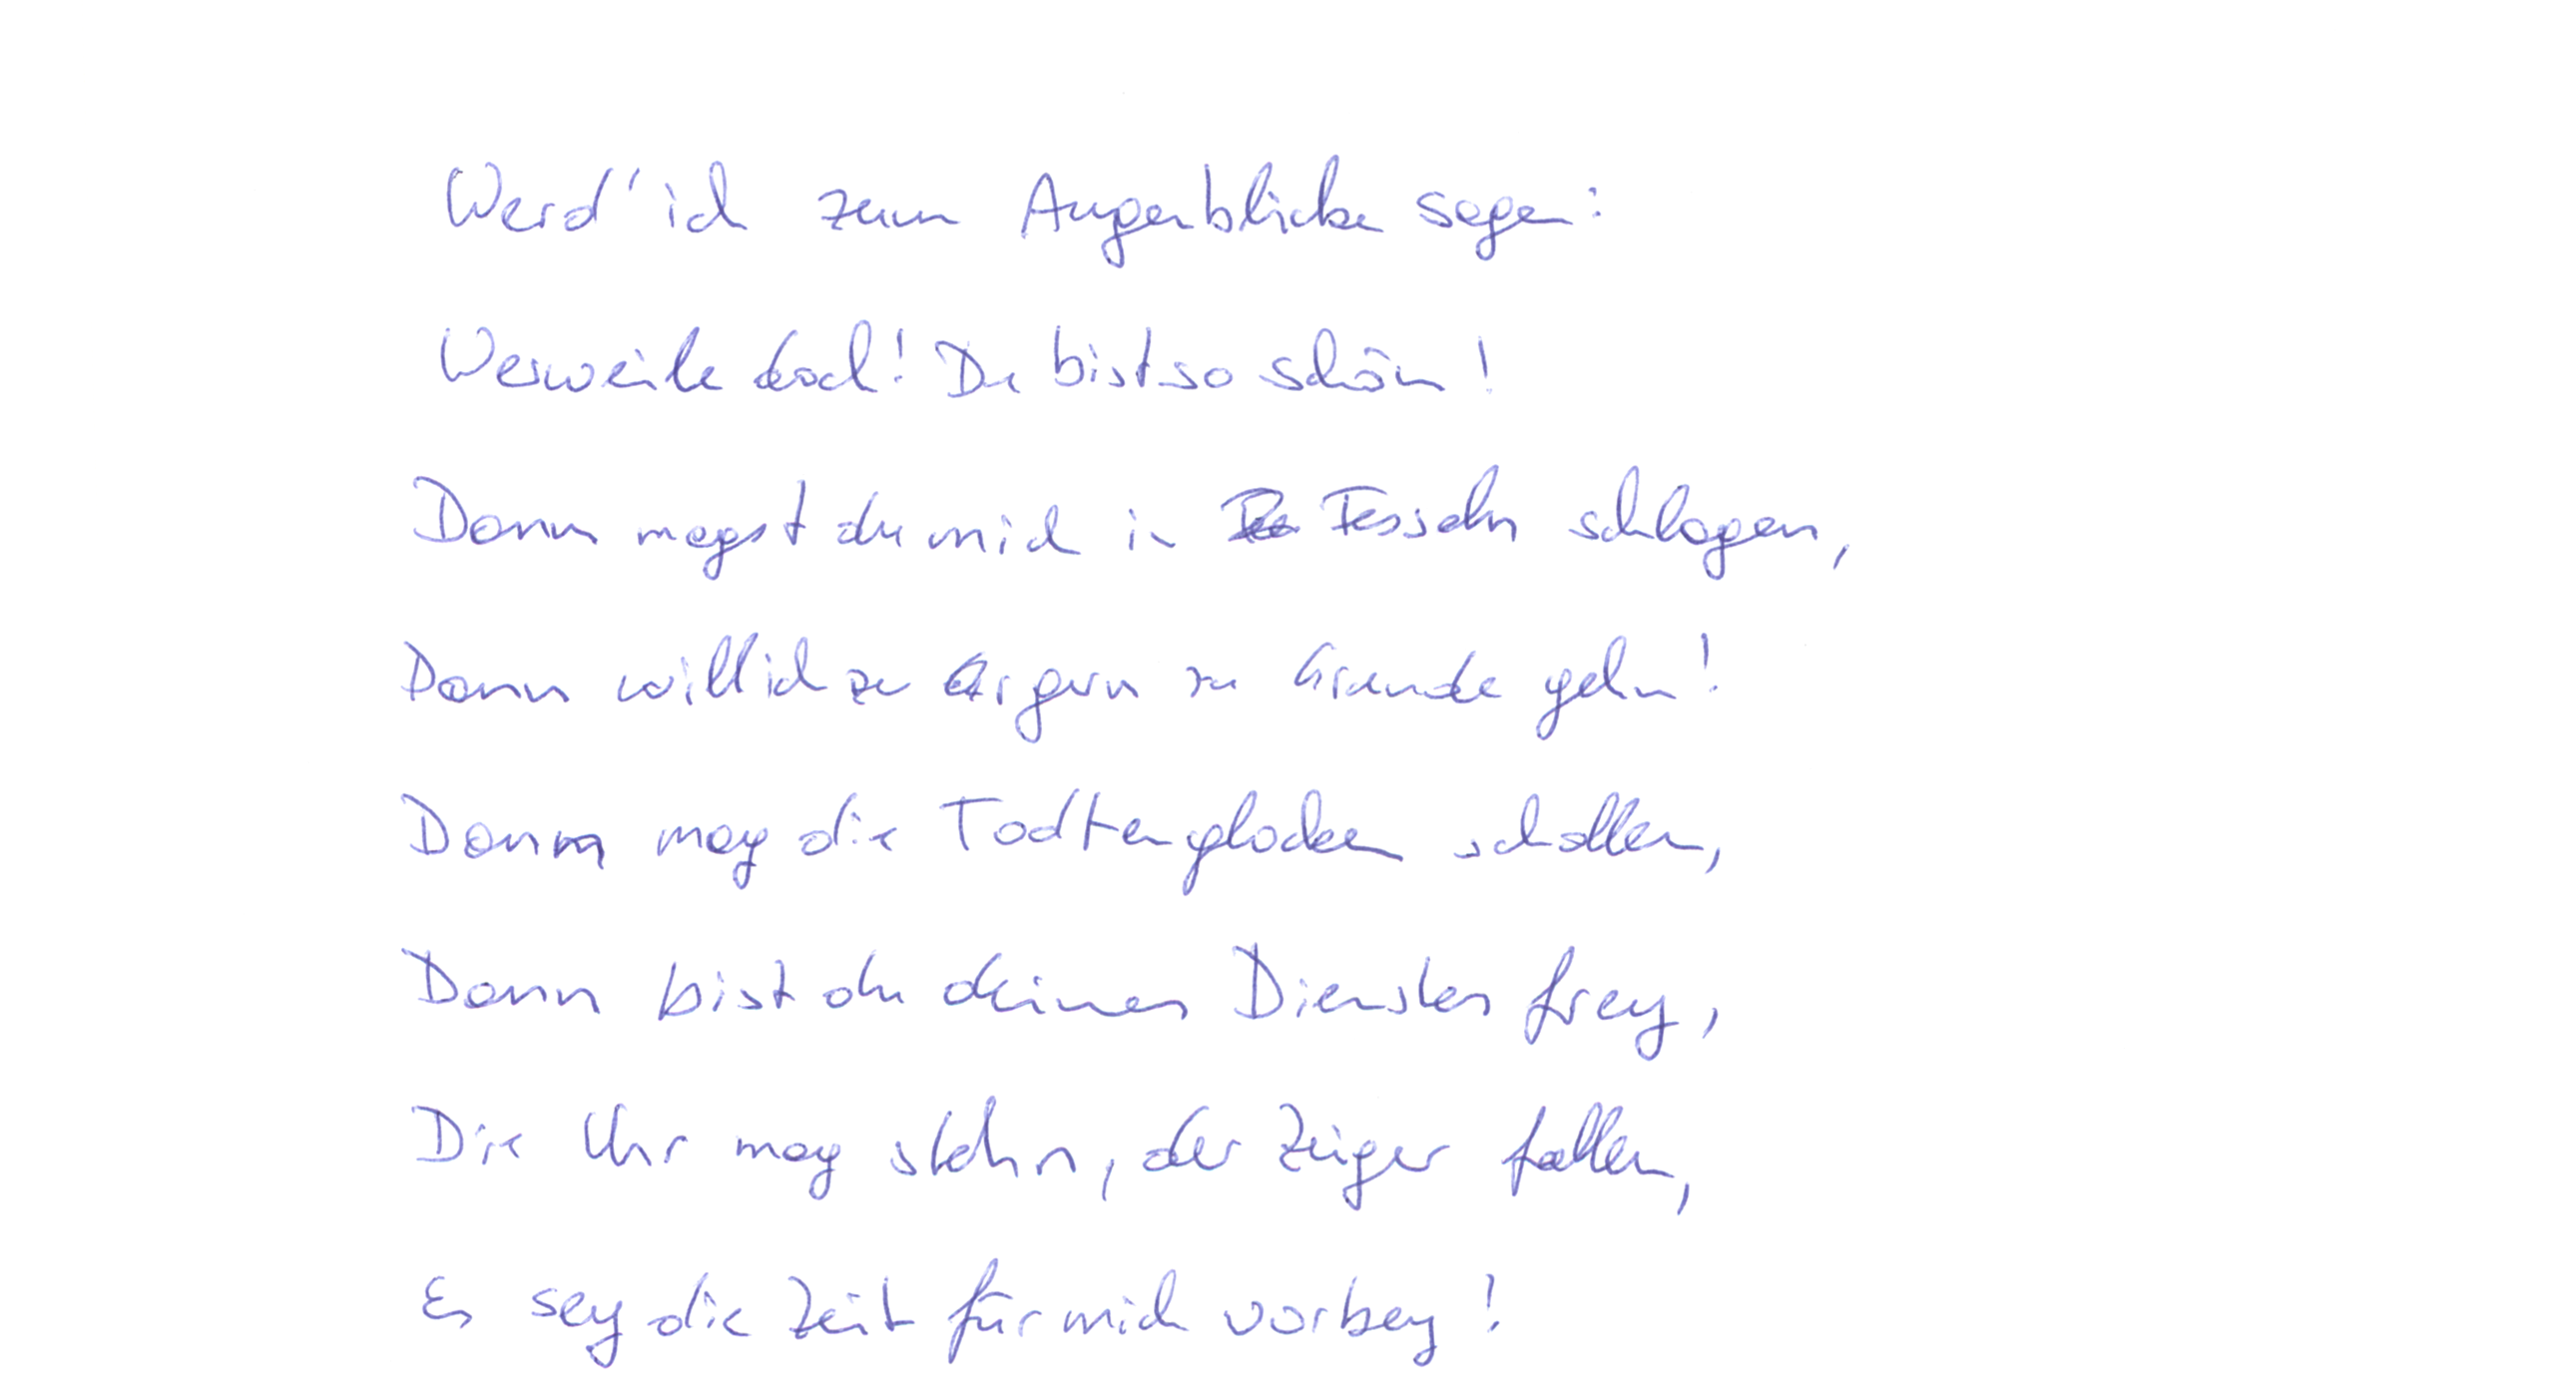 Werd' ich zum Augenblicke sagen:
Verweile doch! Du bist so schön!
Dann magst du mich in Fesseln schlagen,
Dann will ich zu gern zu Grunde gehn!
Dann mag die Todtenglocken schallen,
Dann bist du deines Dienstes frey,
Die Uhr mag stehn, der Zeiger fallen,
Es sey die Zeit für mich vorbey!